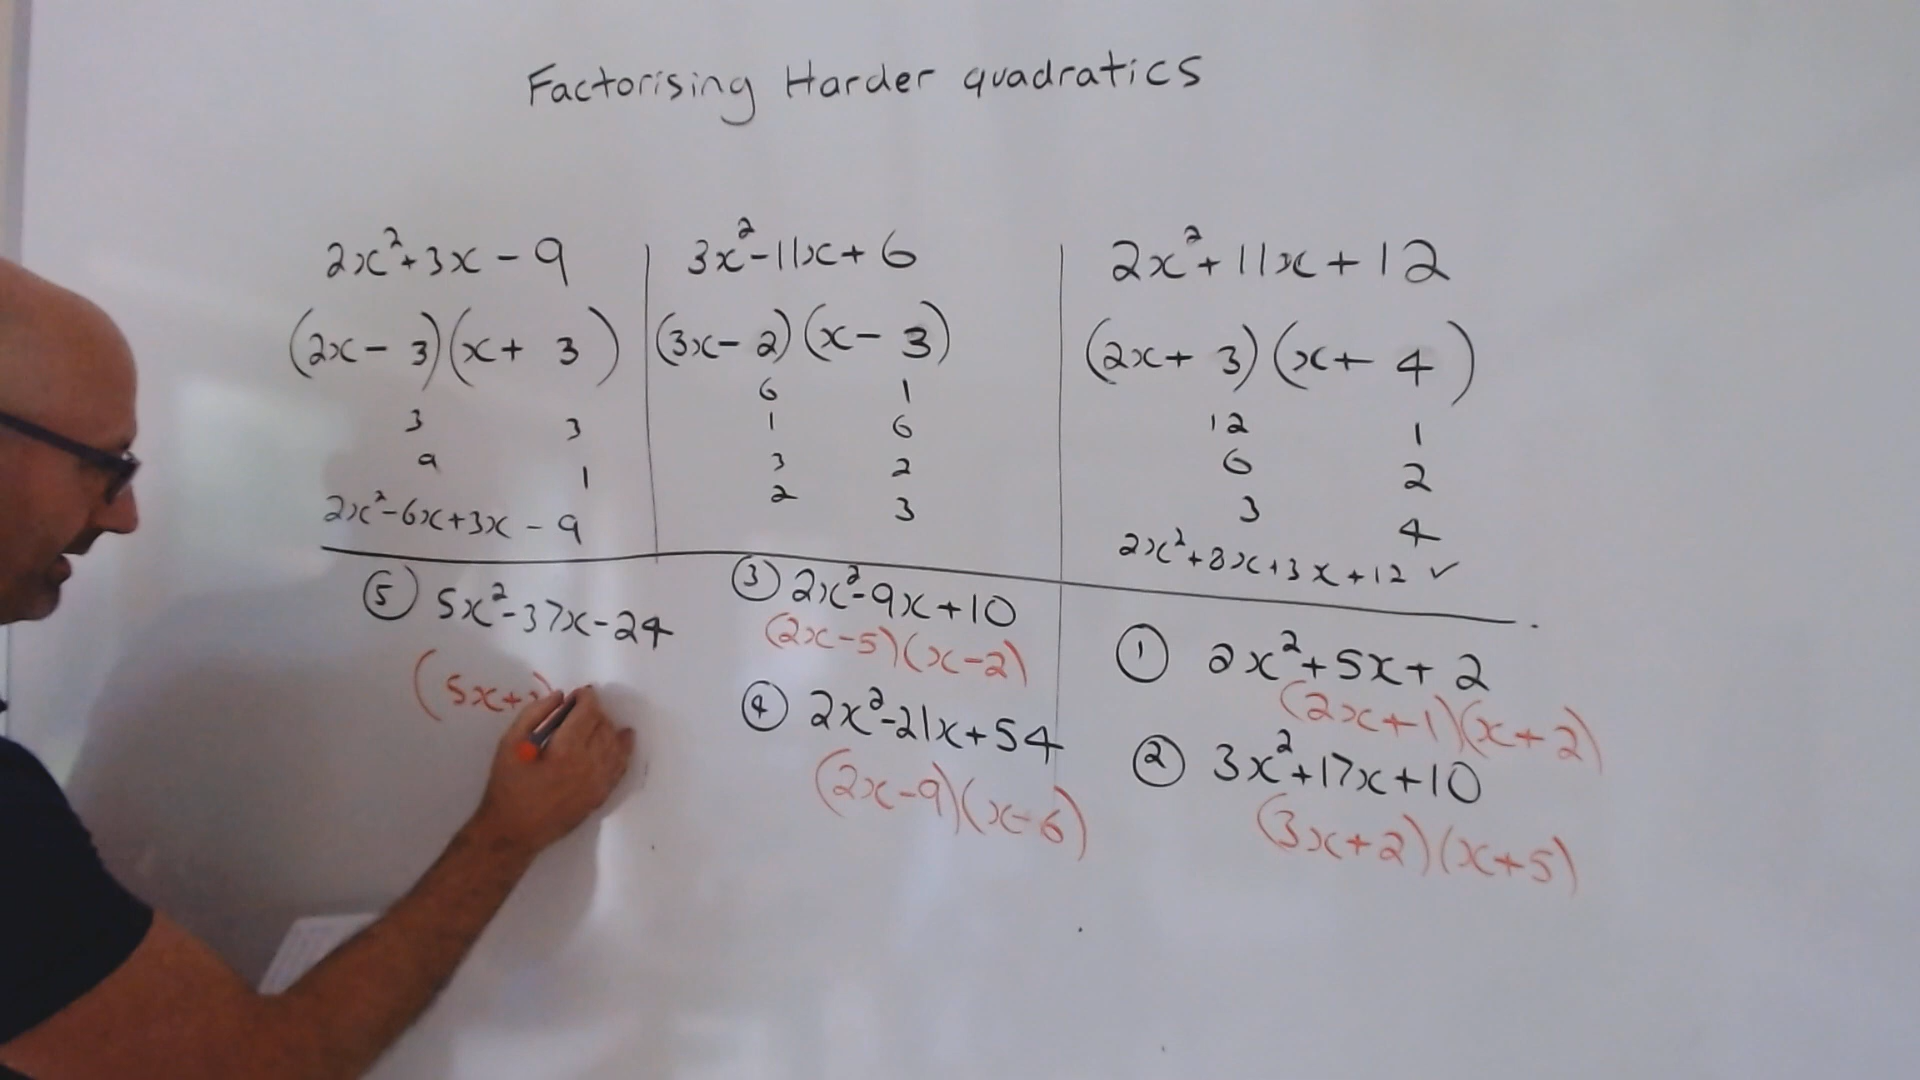 Factorising Harder quadratics
2x²+3x-9
(2x-3)(x+3)
3 3
9 1
2x²-6x+3x-9
3x²-11x+6
(3x-2)(x-3)
6 1
1 6
3 2
2 3
2x²+11x+12
(2x+3)(x+4)
12 1
6 2
3 4
2x²+8x+3x+12 ✓
⑤ 5x²-37x-24
(5x+
③ 2x²-9x+10
(2x-5)(x-2)
④ 2x²-21x+54
(2x-9)(x-6)
① 2x²+5x+2
(2x+1)(x+2)
② 3x²+17x+10
(3x+2)(x+5)